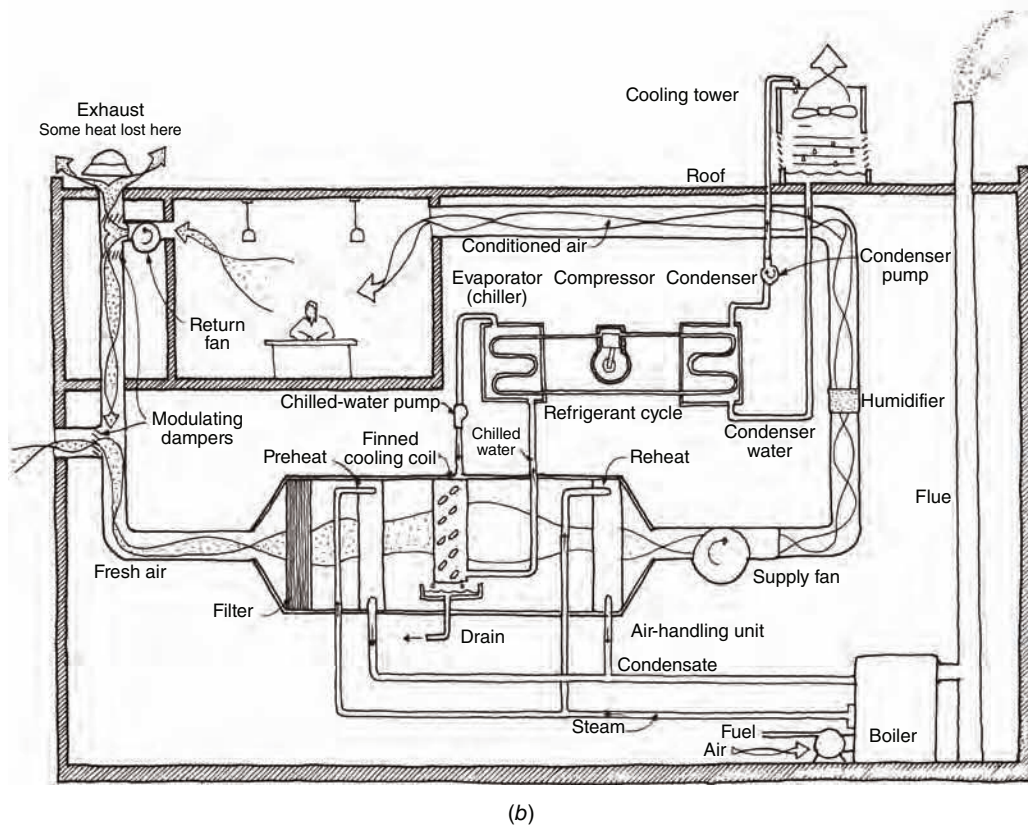 Exhaust
Some heat lost here
Cooling tower
Roof
Conditioned air
Condenser
pump
Evaporator
(chiller)
Compressor
Condenser
Return
fan
Modulating
dampers
Chilled-water pump
Refrigerant cycle
Humidifier
Finned
cooling coil
Chilled
water
Condenser
water
Preheat
Reheat
Flue
Fresh air
Supply fan
Filter
Drain
Air-handling unit
Condensate
Steam
Fuel
Air
Boiler
(b)